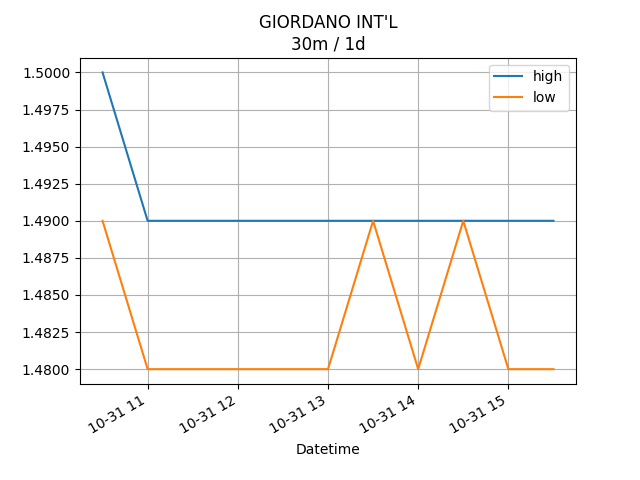 GIORDANO INT'L
30m / 1d
1.5000
1.4975
1.4950
1.4925
1.4900
1.4875
1.4850
1.4825
1.4800
high
low
10-31 11
10-31 12
10-31 13
10-31 14
10-31 15
Datetime